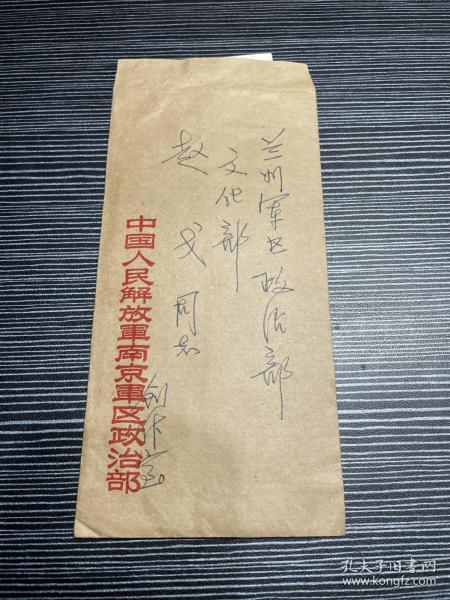 兰州军区政治部
文化部
赵戈同志
创作室
中国人民解放軍南京軍区政治部
孔夫子旧书网
www.kongfz.com